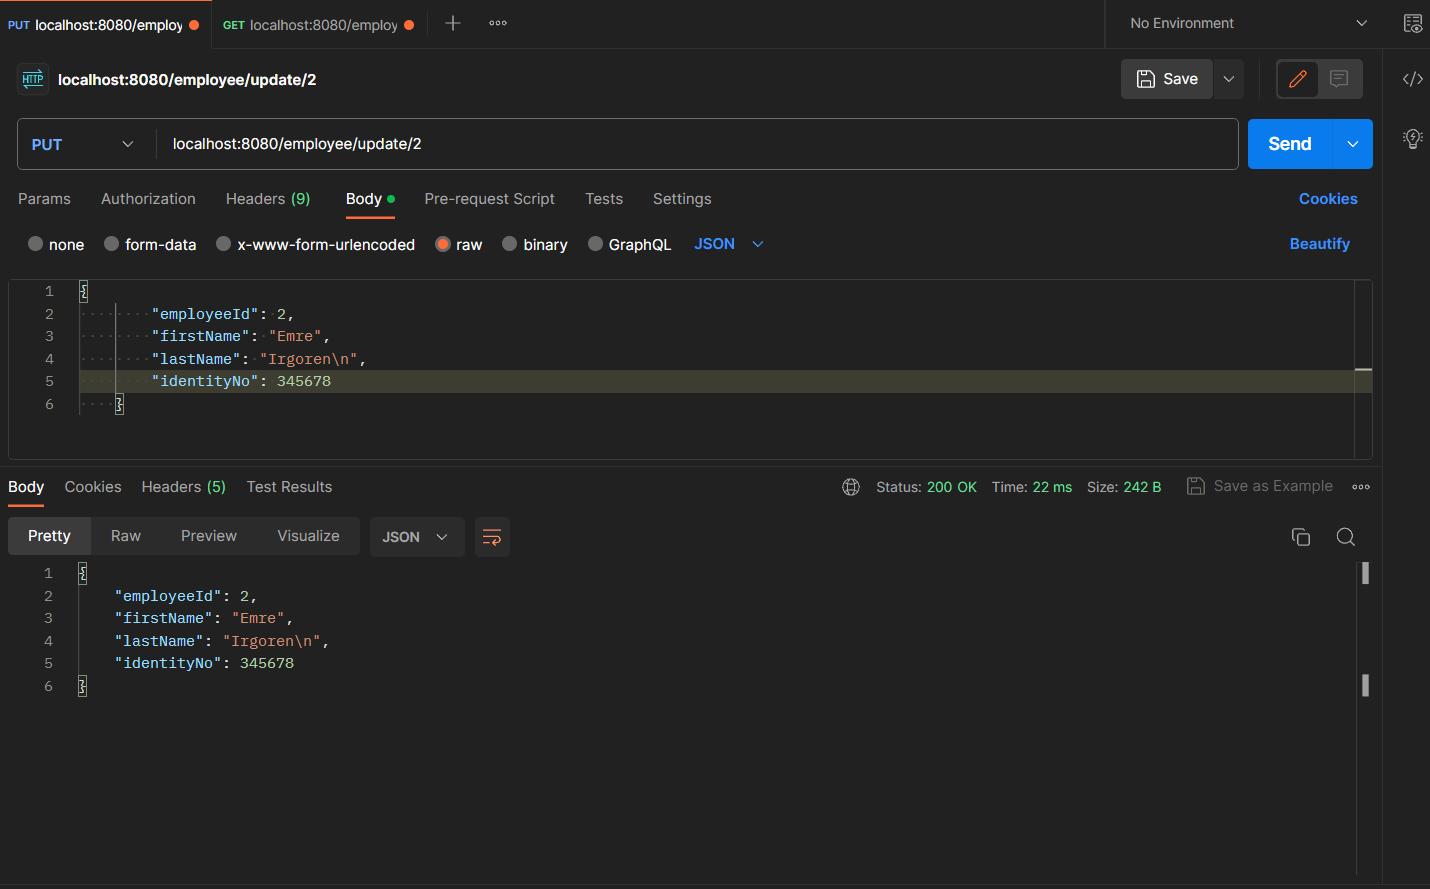 PUT localhost:8080/employ GET localhost:8080/employ No Environment
HTTP localhost:8080/employee/update/2 Save
PUT localhost:8080/employee/update/2 Send
Params Authorization Headers (9) Body Pre-request Script Tests Settings Cookies
none form-data x-www-form-urlencoded raw binary GraphQL JSON Beautify
1 {
2 "employeeId": 2,
3 "firstName": "Emre",
4 "lastName": "Irgoren\n",
5 "identityNo": 345678
6 }
Body Cookies Headers (5) Test Results Status: 200 OK Time: 22 ms Size: 242 B Save as Example
Pretty Raw Preview Visualize JSON
1 {
2 "employeeId": 2,
3 "firstName": "Emre",
4 "lastName": "Irgoren\n",
5 "identityNo": 345678
6 }